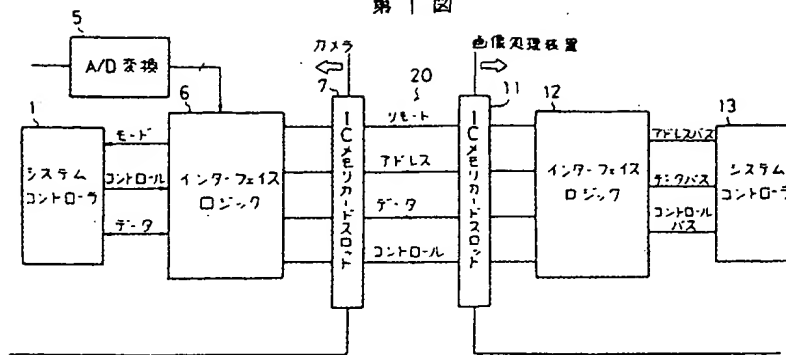 第1図
5
A/D 変換
カメラ
画像処理装置
20
1
6
7
11
12
13
システム
コントローラ
モード
コントロール
データ
インターフェイス
ロジック
ICメモリカードスロット
リモート
アドレス
データ
コントロール
ICメモリカードスロット
インターフェイス
ロジック
アドレスバス
データバス
コントロール
バス
システム
コントローラ